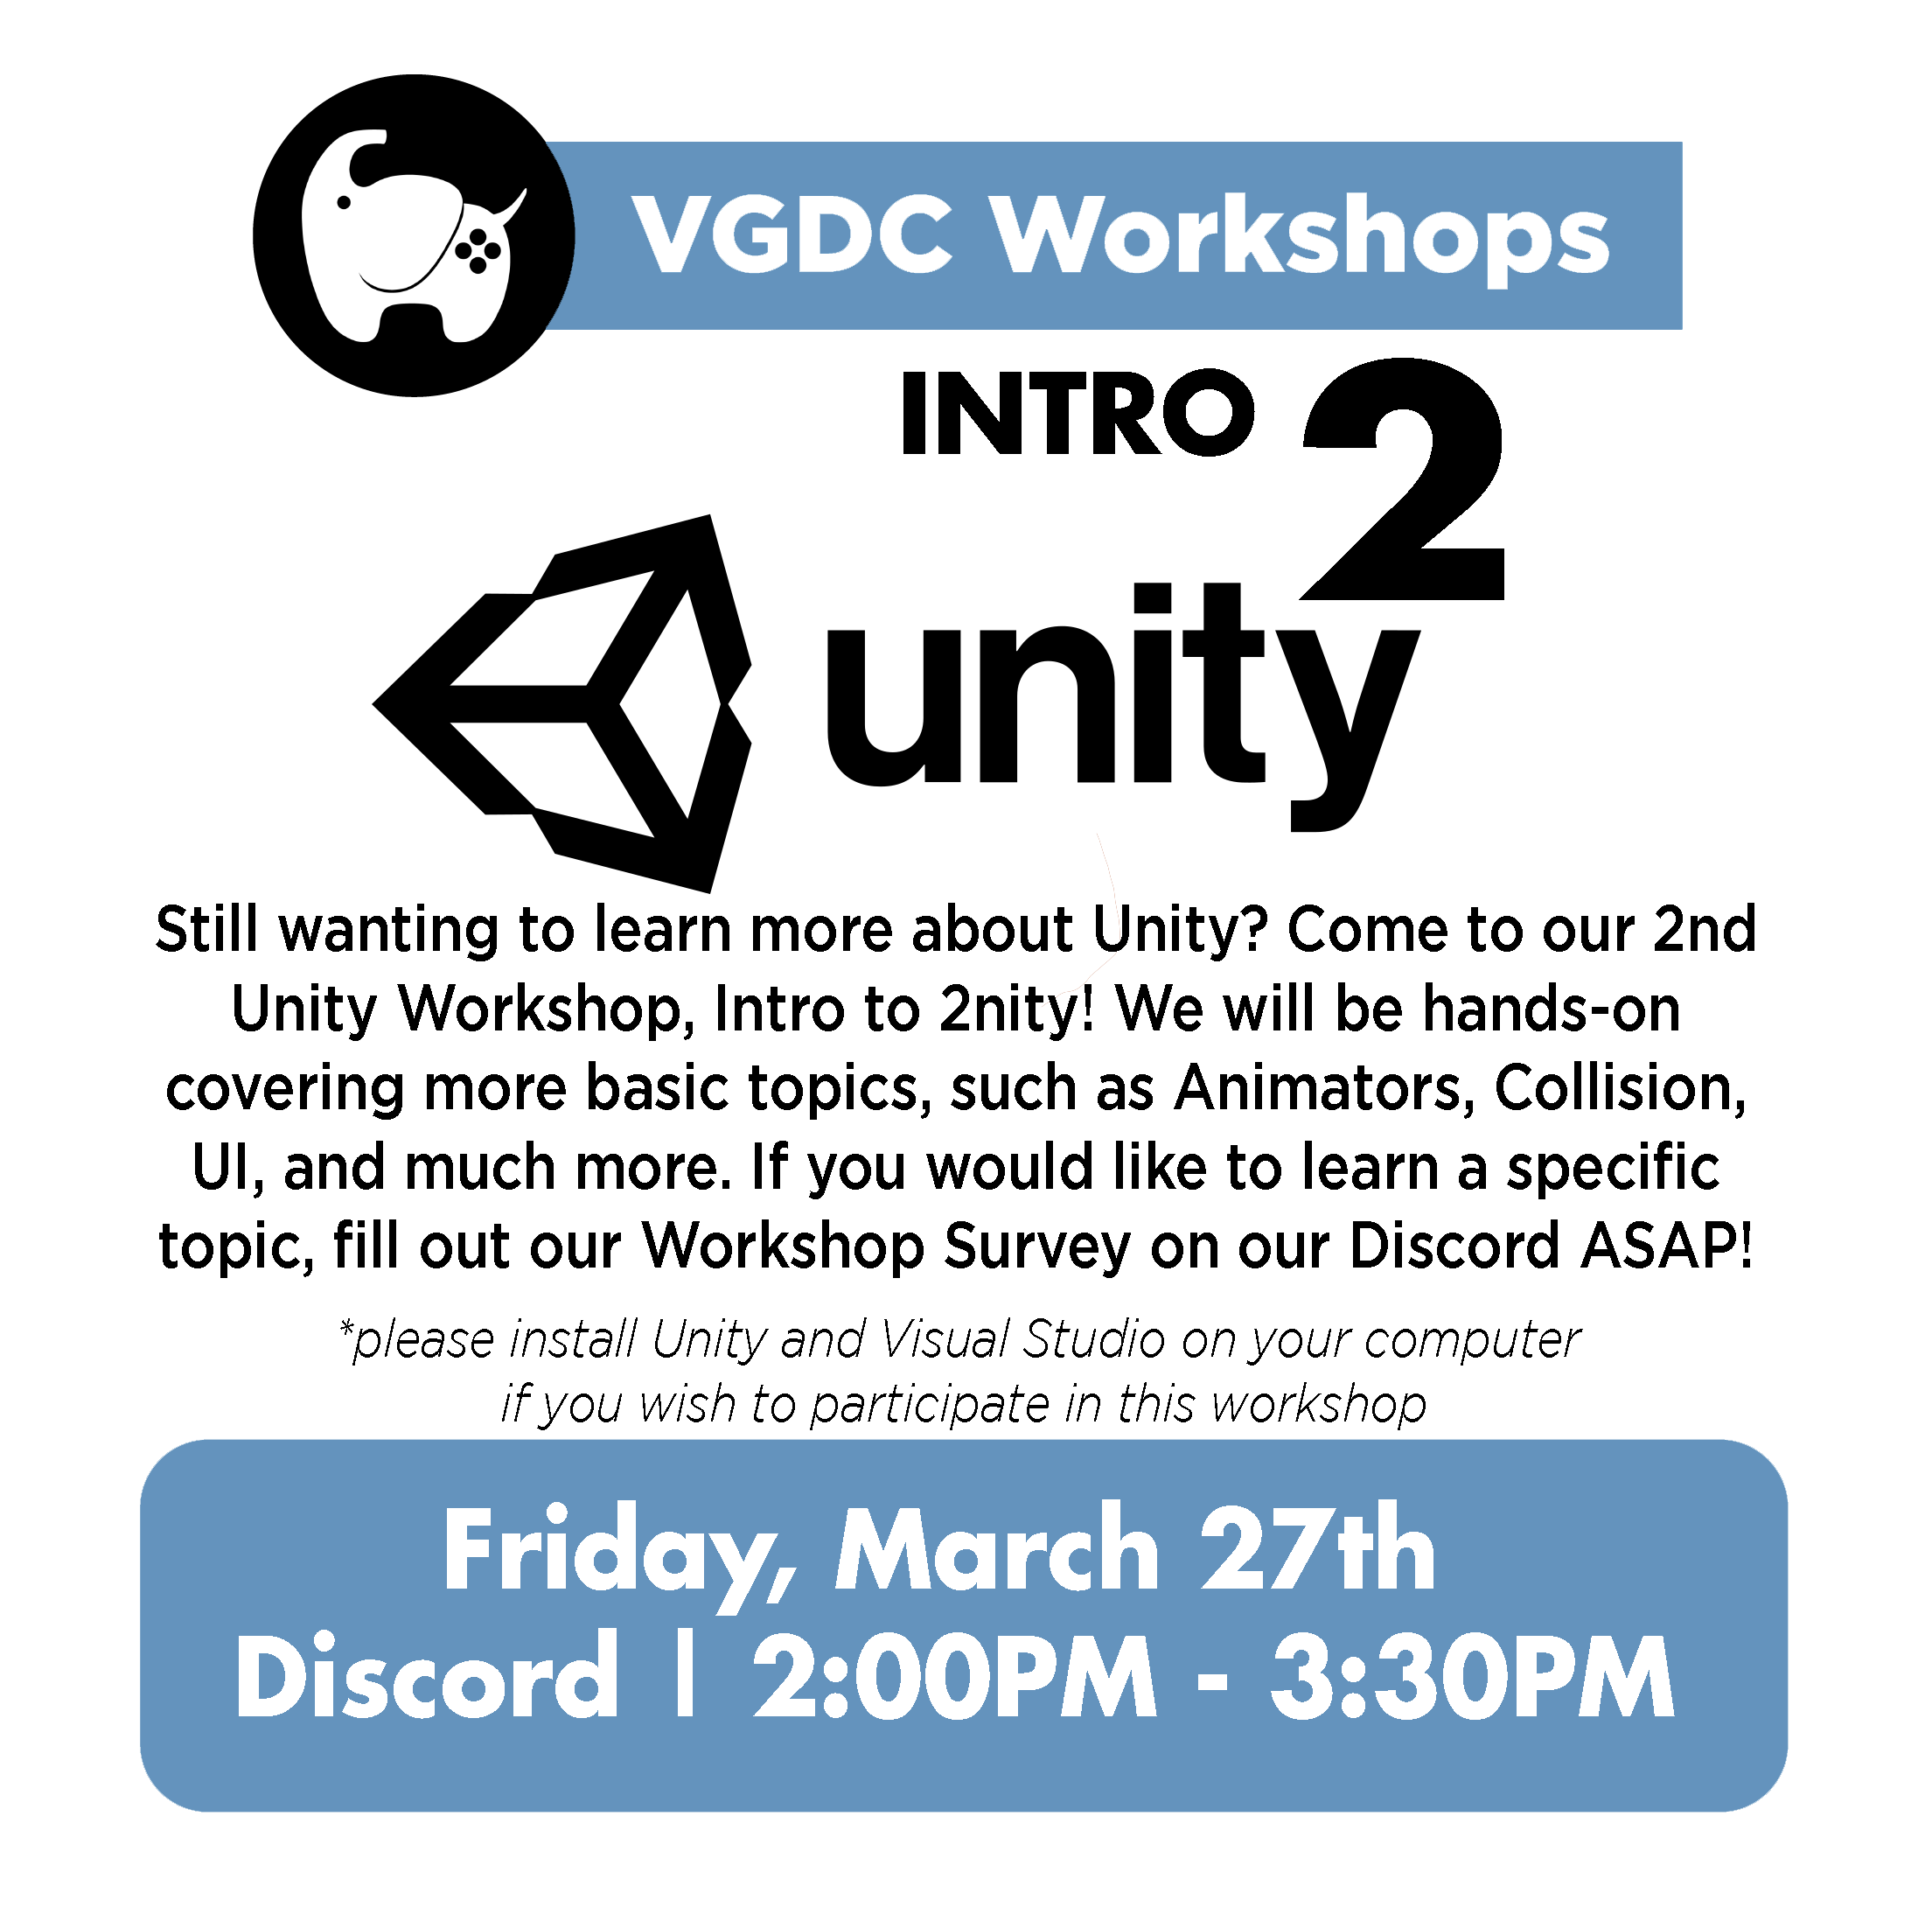 VGDC Workshops
INTRO 2
unity
Still wanting to learn more about Unity? Come to our 2nd
Unity Workshop, Intro to 2nity! We will be hands-on
covering more basic topics, such as Animators, Collision,
UI, and much more. If you would like to learn a specific
topic, fill out our Workshop Survey on our Discord ASAP!
*please install Unity and Visual Studio on your computer
if you wish to participate in this workshop
Friday, March 27th
Discord | 2:00PM - 3:30PM